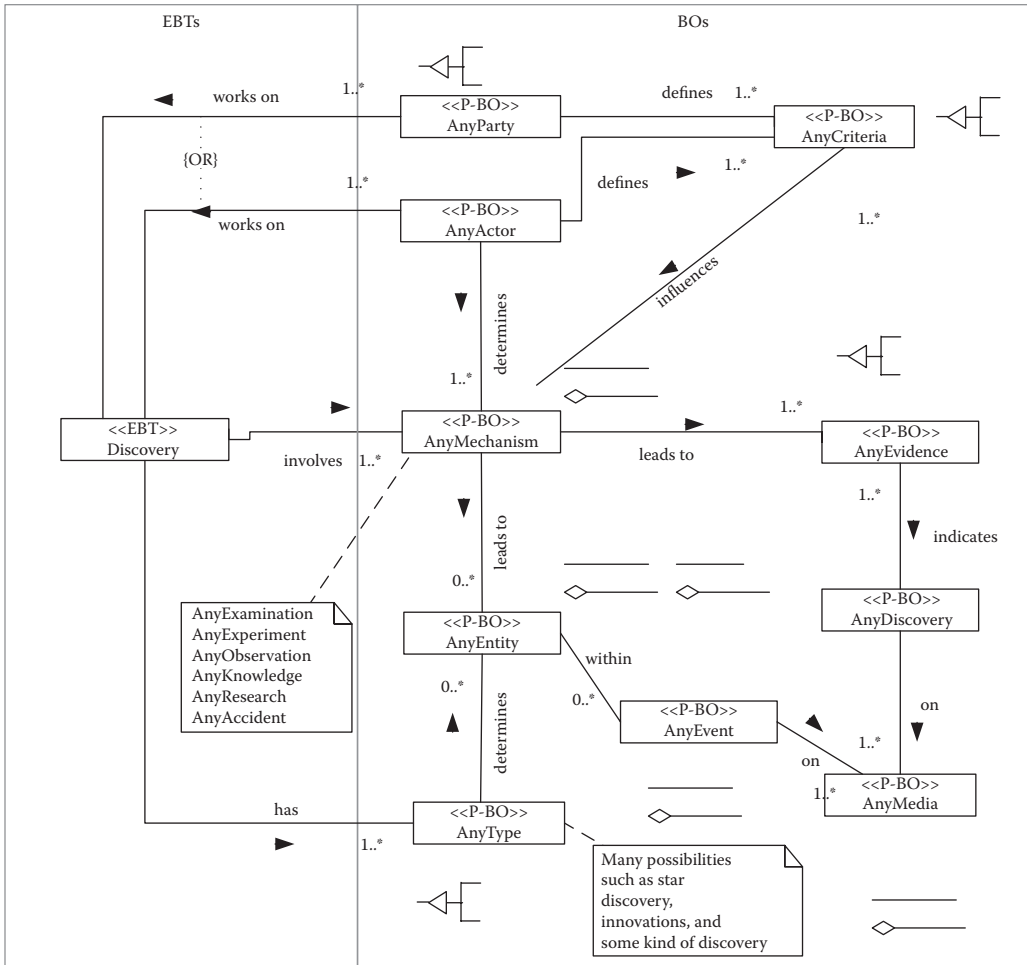 EBTs
BOs
works on
1..*
<<P-BO>>
AnyParty
defines
1..*
<<P-BO>>
AnyCriteria
{OR}
1..*
works on
<<P-BO>>
AnyActor
defines
1..*
1..*
influences
determines
1..*
<<EBT>>
Discovery
involves
1..*
<<P-BO>>
AnyMechanism
leads to
1..*
<<P-BO>>
AnyEvidence
1..*
indicates
leads to
0..*
AnyExamination
AnyExperiment
AnyObservation
AnyKnowledge
AnyResearch
AnyAccident
<<P-BO>>
AnyEntity
0..*
within
0..*
<<P-BO>>
AnyDiscovery
<<P-BO>>
AnyEvent
on
1..*
on
1..*
<<P-BO>>
AnyMedia
determines
has
1..*
<<P-BO>>
AnyType
Many possibilities
such as star
discovery,
innovations, and
some kind of discovery